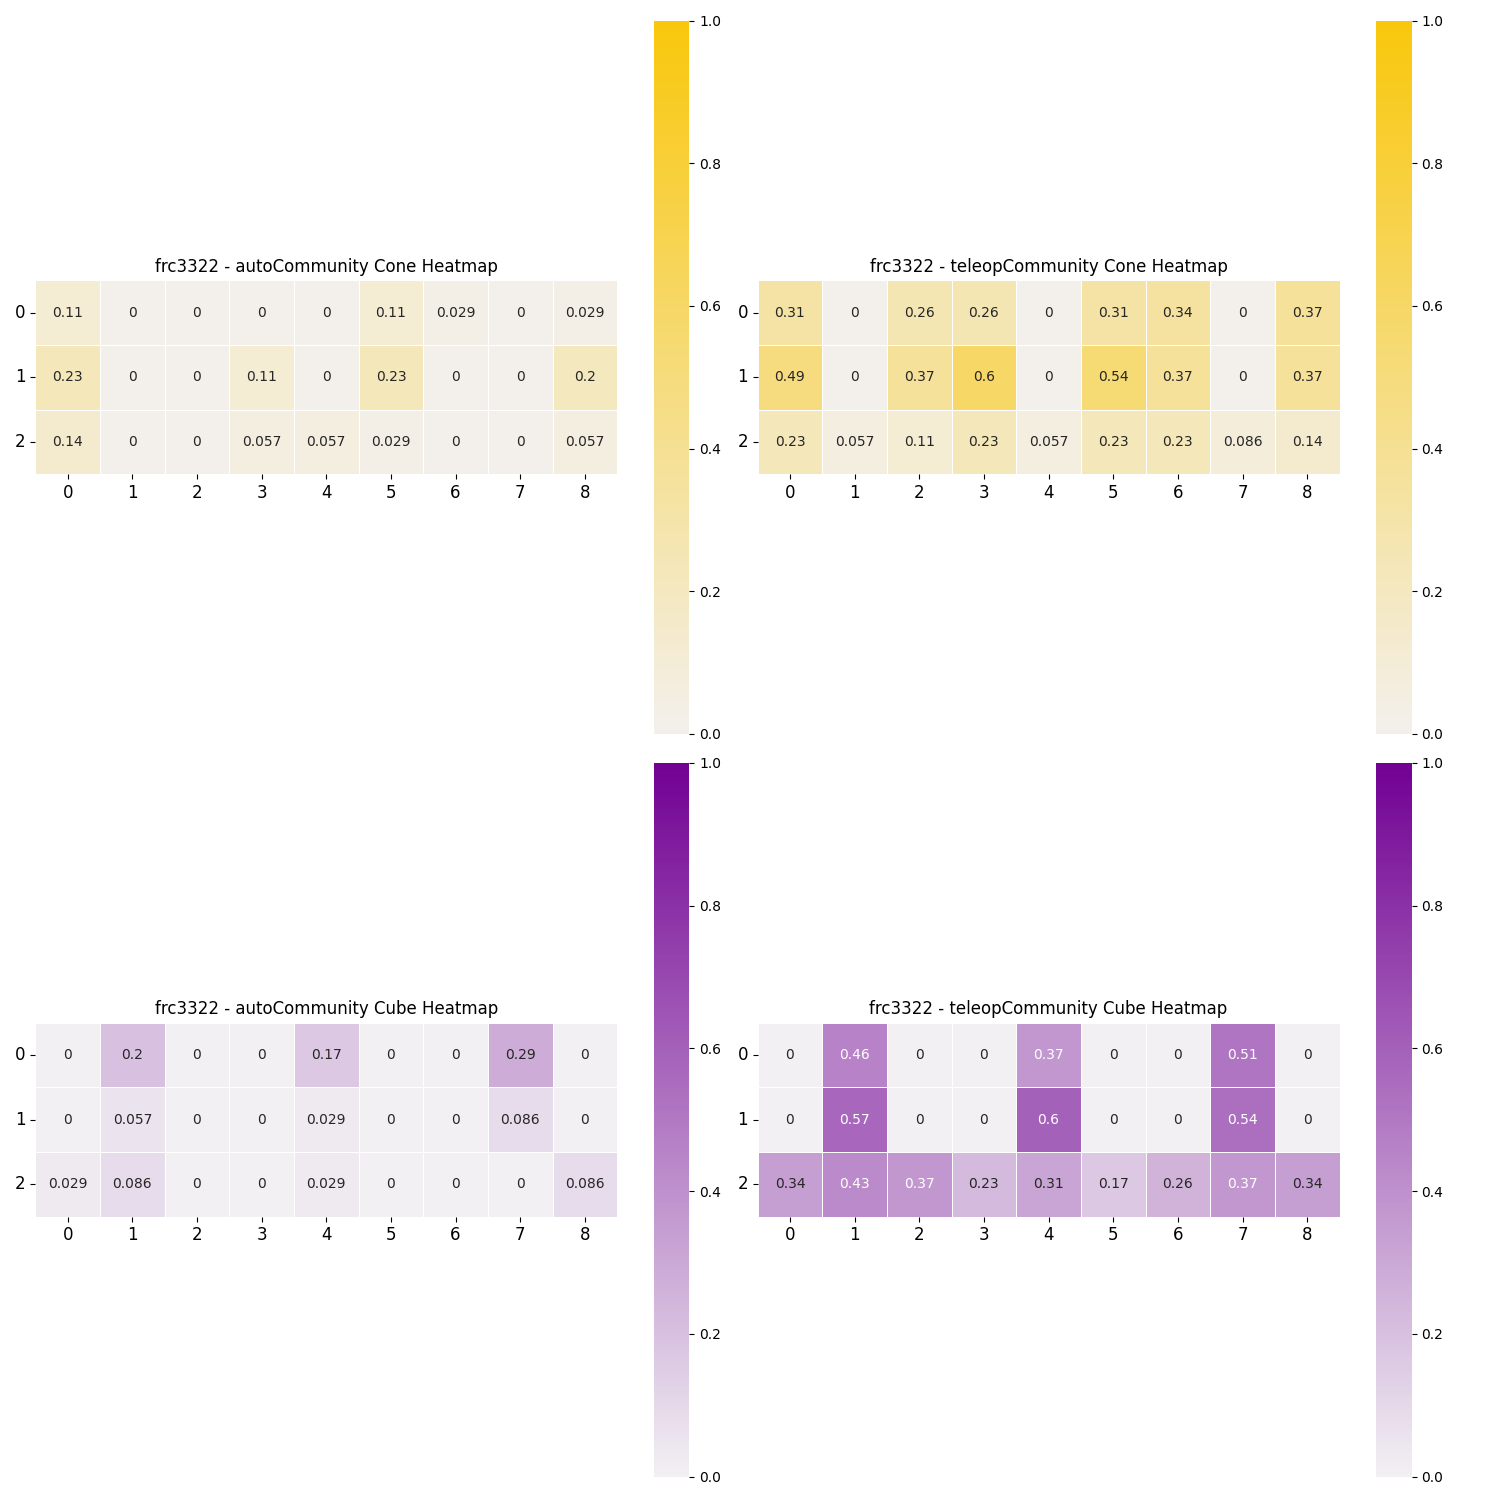 frc3322 - autoCommunity Cone Heatmap
0 0.11 0 0 0 0 0.11 0.029 0 0.029
1 0.23 0 0 0.11 0 0.23 0 0 0.2
2 0.14 0 0 0.057 0.057 0.029 0 0 0.057
0 1 2 3 4 5 6 7 8
1.0
0.8
0.6
0.4
0.2
0.0
frc3322 - teleopCommunity Cone Heatmap
0 0.31 0 0.26 0.26 0 0.31 0.34 0 0.37
1 0.49 0 0.37 0.6 0 0.54 0.37 0 0.37
2 0.23 0.057 0.11 0.23 0.057 0.23 0.23 0.086 0.14
0 1 2 3 4 5 6 7 8
1.0
0.8
0.6
0.4
0.2
0.0
frc3322 - autoCommunity Cube Heatmap
0 0 0.2 0 0 0.17 0 0 0.29 0
1 0 0.057 0 0 0.029 0 0 0.086 0
2 0.029 0.086 0 0 0.029 0 0 0 0.086
0 1 2 3 4 5 6 7 8
1.0
0.8
0.6
0.4
0.2
0.0
frc3322 - teleopCommunity Cube Heatmap
0 0 0.46 0 0 0.37 0 0 0.51 0
1 0 0.57 0 0 0.6 0 0 0.54 0
2 0.34 0.43 0.37 0.23 0.31 0.17 0.26 0.37 0.34
0 1 2 3 4 5 6 7 8
1.0
0.8
0.6
0.4
0.2
0.0